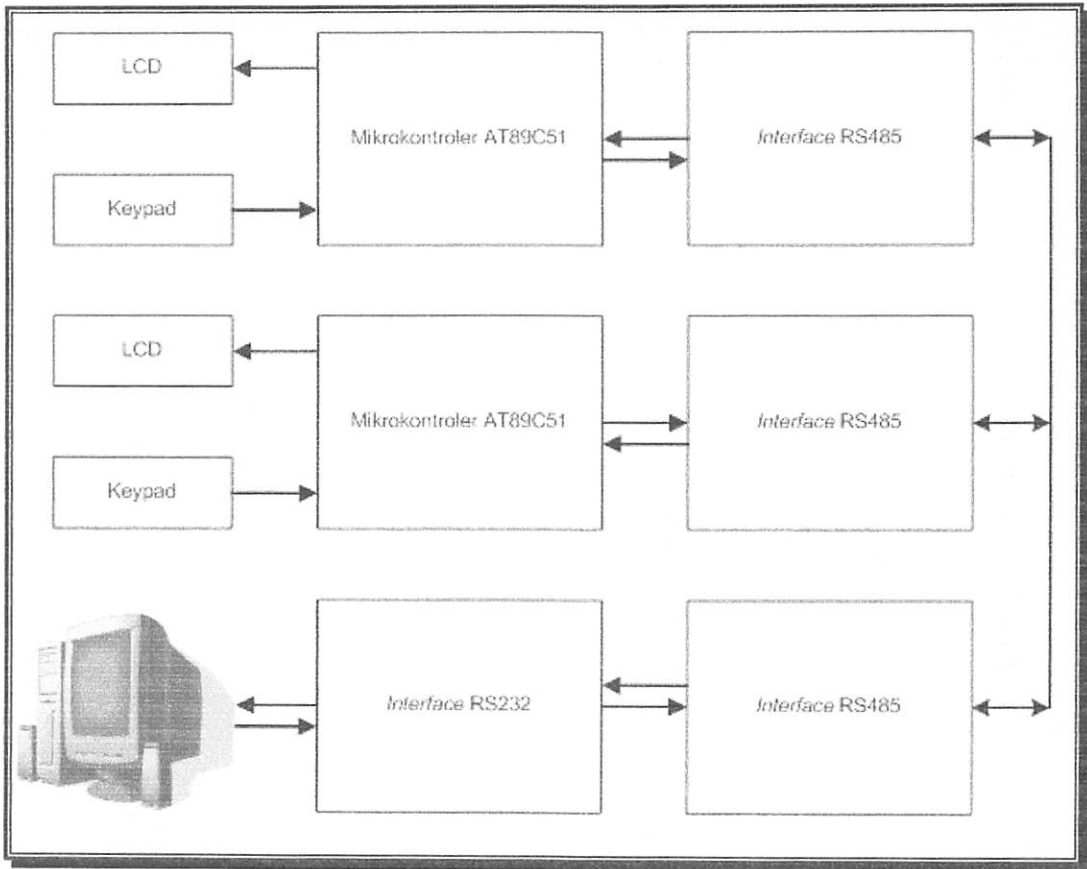 LCD
Mikrokontroler AT89C51
Interface RS485
Keypad
LCD
Mikrokontroler AT89C51
Interface RS485
Keypad
Interface RS232
Interface RS485